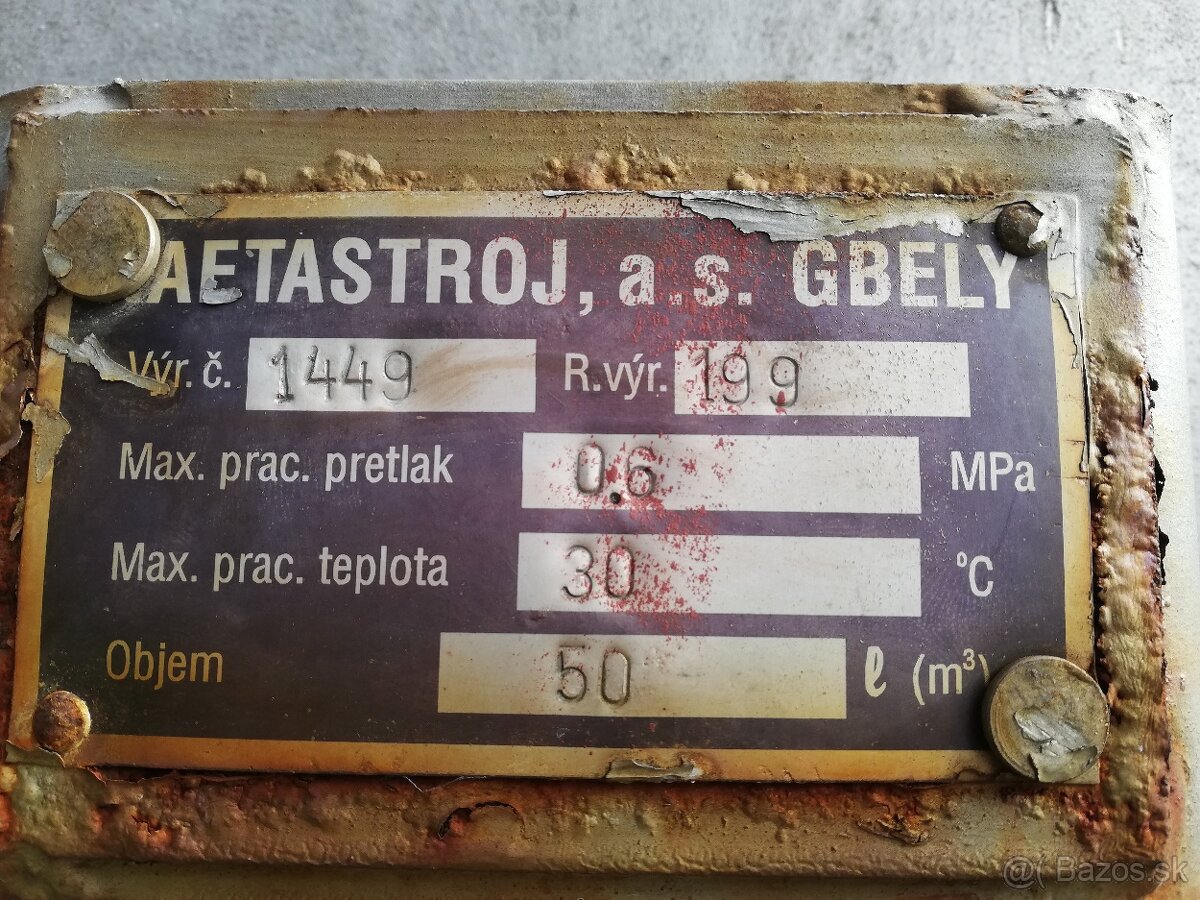 AETASTROJ, a.s. GBELY
Výr. č. 1449 R.výr. 199
Max. prac. pretlak 0.6 MPa
Max. prac. teplota 30 °C
Objem 50 ℓ (m³)
@( Bazos.sk